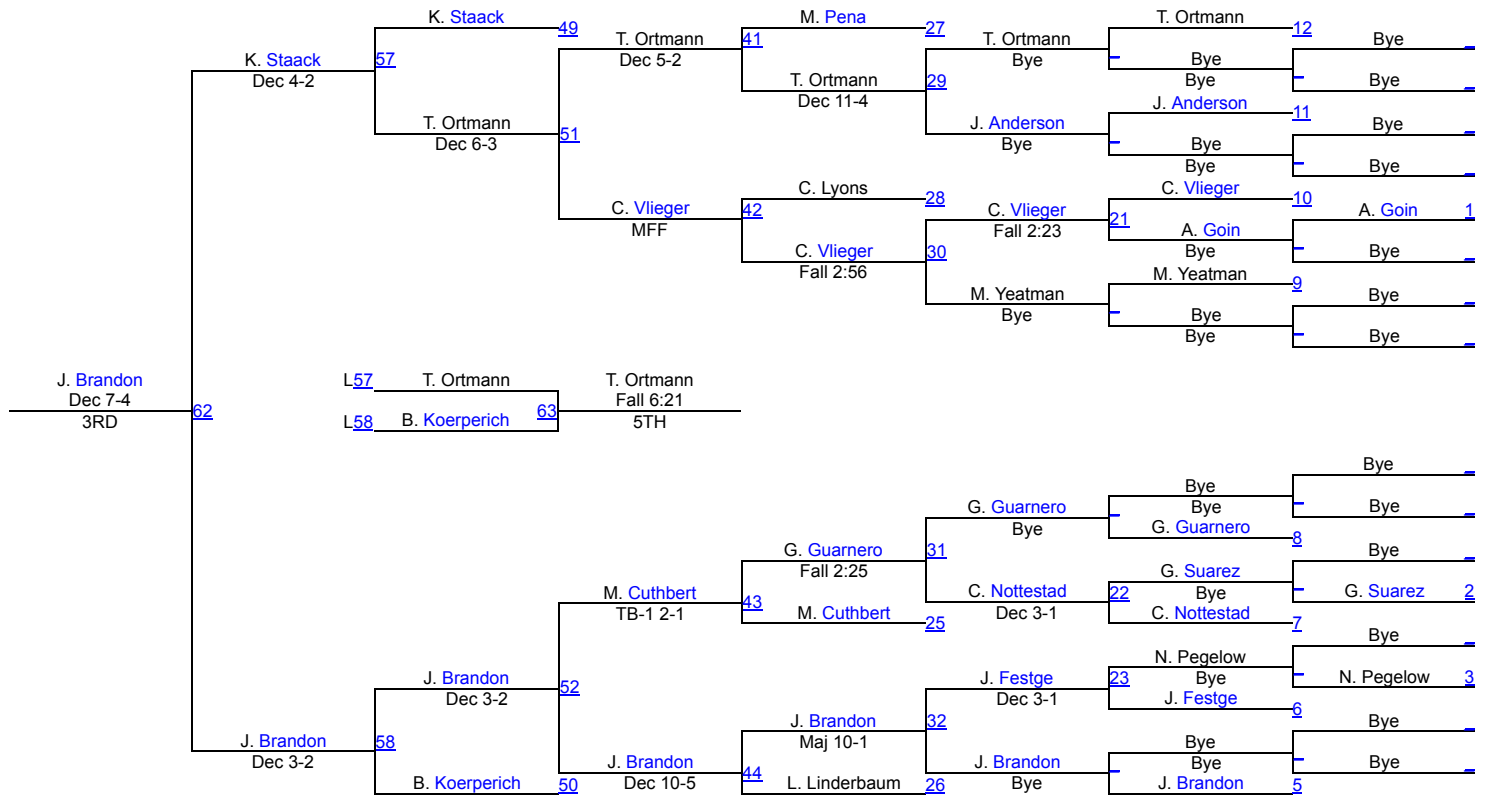 K. Staack 49 M. Pena 27 T. Ortmann 12
T. Ortmann 41 T. Ortmann Bye
K. Staack 57 Dec 5-2 Bye Bye
Dec 4-2 T. Ortmann 29 Bye Bye
Dec 11-4 J. Anderson 11
T. Ortmann 51 J. Anderson Bye
Dec 6-3 Bye Bye
Bye Bye
C. Lyons 28 C. Vlieger 10
C. Vlieger 42 C. Vlieger 21 A. Goin 1
MFF Fall 2:23 A. Goin
C. Vlieger 30 Bye Bye
Fall 2:56 M. Yeatman 9
M. Yeatman Bye
Bye Bye
Bye Bye
J. Brandon L57 T. Ortmann T. Ortmann
Dec 7-4 62 63 Fall 6:21
3RD L58 B. Koerperich 5TH
Bye
Bye
G. Guarnero Bye Bye
Bye G. Guarnero 8
G. Guarnero 31 Bye
Fall 2:25 G. Suarez
M. Cuthbert 43 C. Nottestad 22 Bye G. Suarez 2
TB-1 2-1 M. Cuthbert 25 Dec 3-1 C. Nottestad 7
Bye
N. Pegelow
J. Brandon 52 J. Festge 23 Bye N. Pegelow 3
Dec 3-2 J. Festge 6
J. Brandon 32 Bye
J. Brandon 58 Maj 10-1 Bye
Dec 3-2 J. Brandon 44 J. Brandon Bye Bye
B. Koerperich 50 Dec 10-5 L. Linderbaum 26 Bye J. Brandon 5